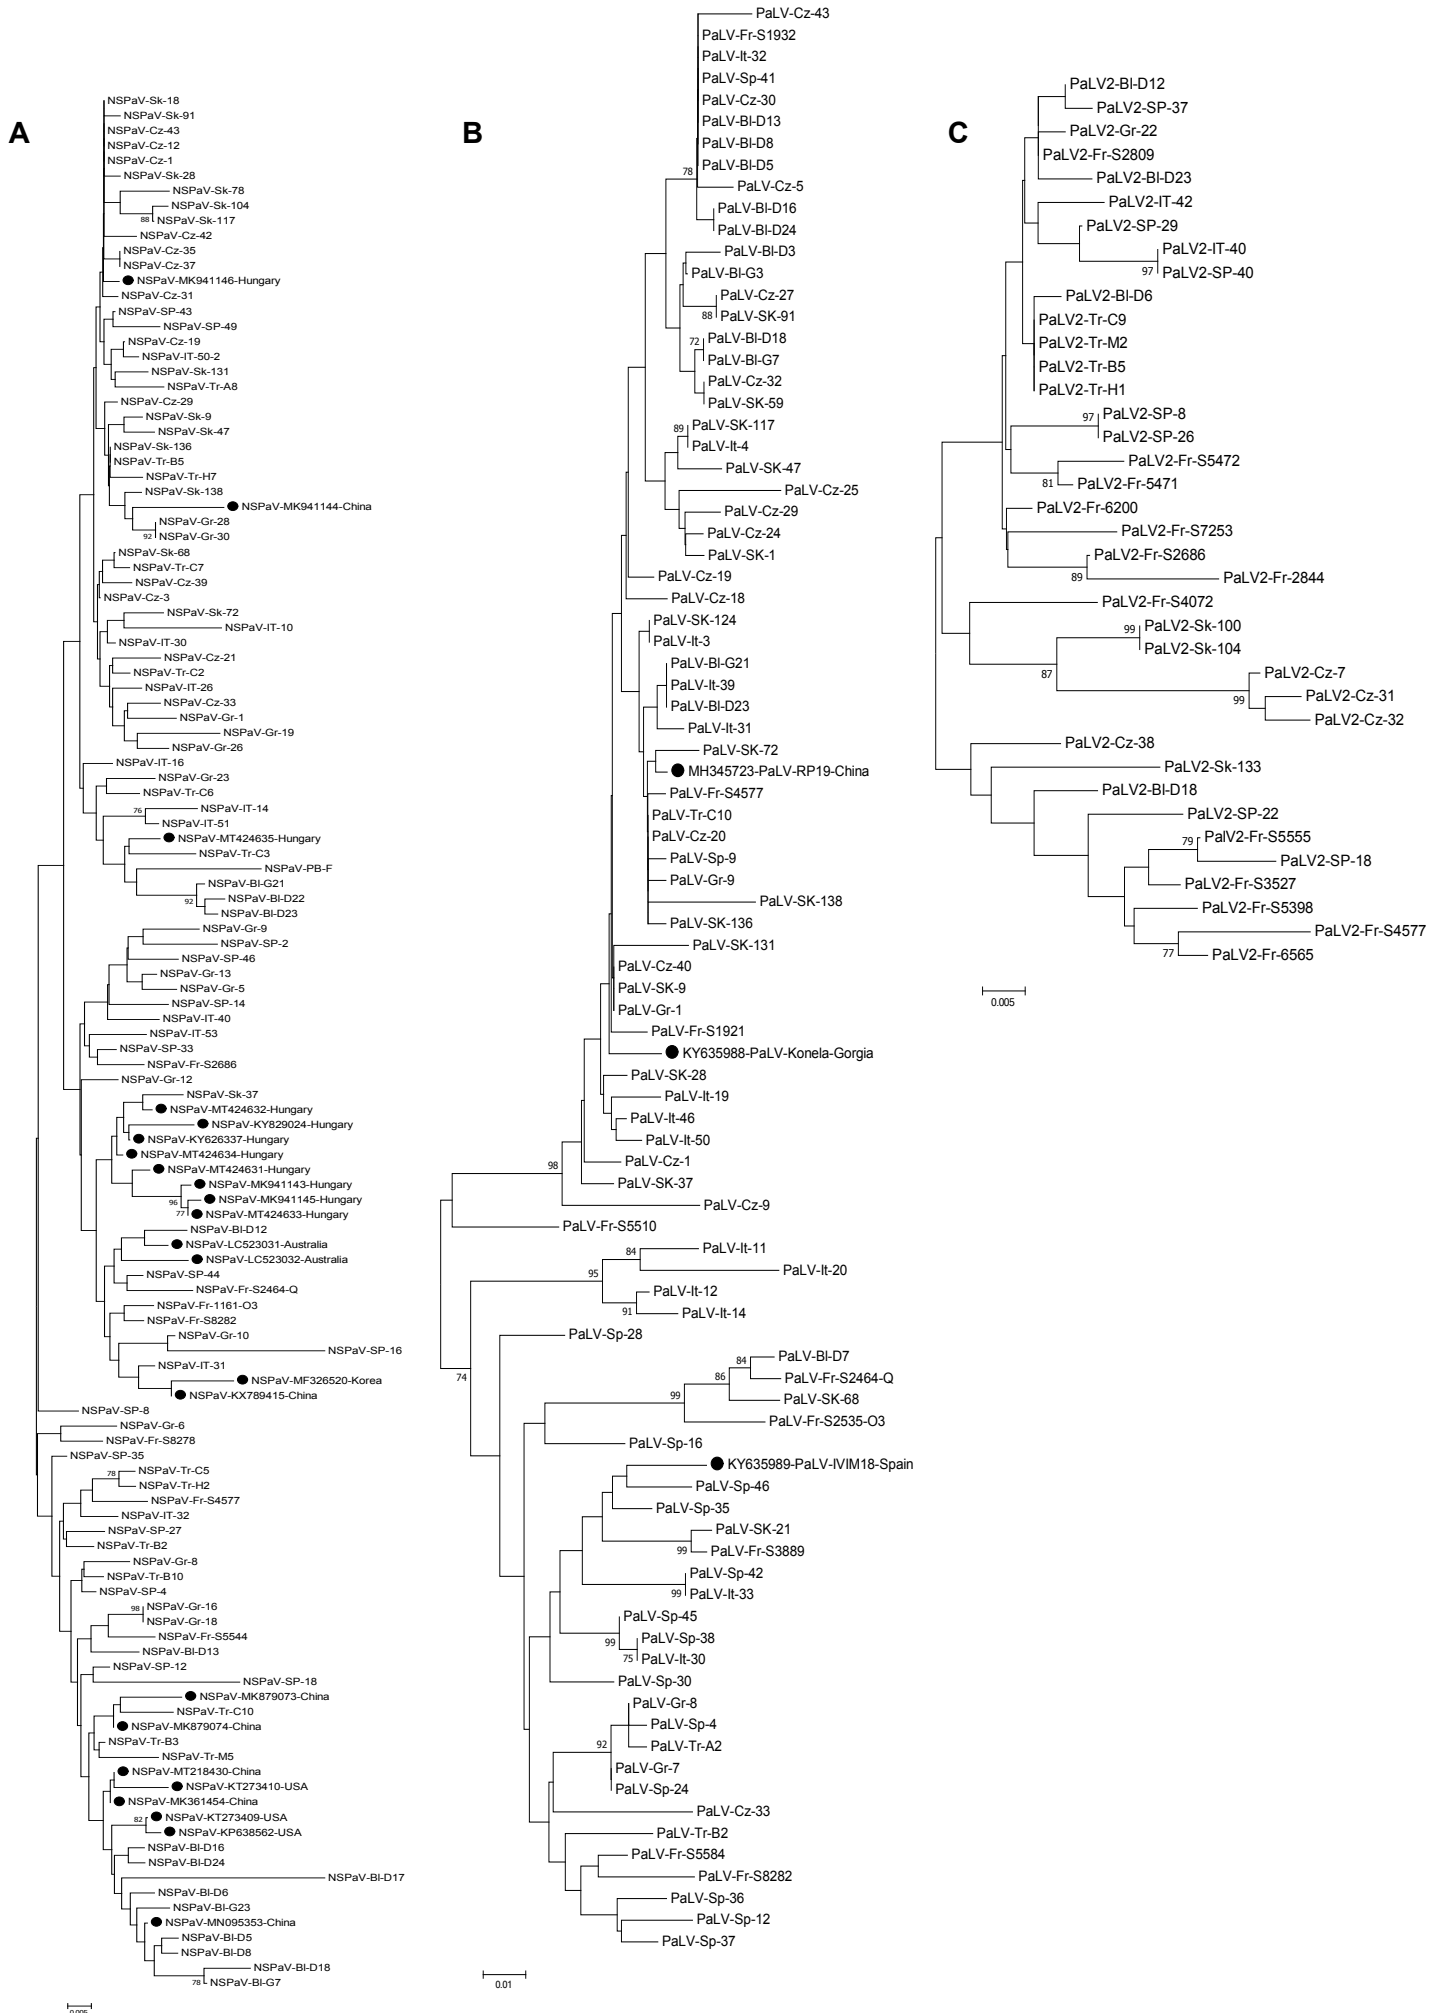 A
NSPaV-Sk-18
NSPaV-Sk-91
NSPaV-Cz-43
NSPaV-Cz-12
NSPaV-Cz-1
NSPaV-Sk-28
NSPaV-Sk-78
NSPaV-Sk-104
88
NSPaV-Sk-117
NSPaV-Cz-42
NSPaV-Cz-35
NSPaV-Cz-37
NSPaV-MK941146-Hungary
NSPaV-Cz-31
NSPaV-SP-43
NSPaV-SP-49
NSPaV-Cz-19
NSPaV-IT-50-2
NSPaV-Sk-131
NSPaV-Tr-A8
NSPaV-Cz-29
NSPaV-Sk-9
NSPaV-Sk-47
NSPaV-Sk-136
NSPaV-Tr-B5
NSPaV-Tr-H7
NSPaV-Sk-138
NSPaV-MK941144-China
NSPaV-Gr-28
92
NSPaV-Gr-30
NSPaV-Sk-68
NSPaV-Tr-C7
NSPaV-Cz-39
NSPaV-Cz-3
NSPaV-Sk-72
NSPaV-IT-10
NSPaV-IT-30
NSPaV-Cz-21
NSPaV-Tr-C2
NSPaV-IT-26
NSPaV-Cz-33
NSPaV-Gr-1
NSPaV-Gr-19
NSPaV-Gr-26
NSPaV-IT-16
NSPaV-Gr-23
NSPaV-Tr-C6
76
NSPaV-IT-14
NSPaV-IT-51
NSPaV-MT424635-Hungary
NSPaV-Tr-C3
NSPaV-PB-F
NSPaV-Bl-G21
92
NSPaV-Bl-D22
NSPaV-Bl-D23
NSPaV-Gr-9
NSPaV-SP-2
NSPaV-SP-46
NSPaV-Gr-13
NSPaV-Gr-5
NSPaV-SP-14
NSPaV-IT-40
NSPaV-IT-53
NSPaV-SP-33
NSPaV-Fr-S2686
NSPaV-Gr-12
NSPaV-Sk-37
NSPaV-MT424632-Hungary
NSPaV-KY829024-Hungary
NSPaV-KY626337-Hungary
NSPaV-MT424634-Hungary
NSPaV-MT424631-Hungary
NSPaV-MK941143-Hungary
96
NSPaV-MK941145-Hungary
77
NSPaV-MT424633-Hungary
NSPaV-Bl-D12
NSPaV-LC523031-Australia
NSPaV-LC523032-Australia
NSPaV-SP-44
NSPaV-Fr-S2464-Q
NSPaV-Fr-1161-O3
NSPaV-Fr-S8282
NSPaV-Gr-10
NSPaV-SP-16
NSPaV-IT-31
NSPaV-MF326520-Korea
NSPaV-KX789415-China
NSPaV-SP-8
NSPaV-Gr-6
NSPaV-Fr-S8278
NSPaV-SP-35
78
NSPaV-Tr-C5
NSPaV-Tr-H2
NSPaV-Fr-S4577
NSPaV-IT-32
NSPaV-SP-27
NSPaV-Tr-B2
NSPaV-Gr-8
NSPaV-Tr-B10
NSPaV-SP-4
98
NSPaV-Gr-16
NSPaV-Gr-18
NSPaV-Fr-S5544
NSPaV-Bl-D13
NSPaV-SP-12
NSPaV-SP-18
NSPaV-MK879073-China
NSPaV-Tr-C10
NSPaV-MK879074-China
NSPaV-Tr-B3
NSPaV-Tr-M5
NSPaV-MT218430-China
NSPaV-KT273410-USA
NSPaV-MK361454-China
82
NSPaV-KT273409-USA
NSPaV-KP638562-USA
NSPaV-Bl-D16
NSPaV-Bl-D24
NSPaV-Bl-D17
NSPaV-Bl-D6
NSPaV-Bl-G23
NSPaV-MN095353-China
NSPaV-Bl-D5
NSPaV-Bl-D8
NSPaV-Bl-D18
78
NSPaV-Bl-G7
0.005
B
PaLV-Cz-43
PaLV-Fr-S1932
PaLV-It-32
PaLV-Sp-41
PaLV-Cz-30
PaLV-Bl-D13
PaLV-Bl-D8
PaLV-Bl-D5
78
PaLV-Cz-5
PaLV-Bl-D16
PaLV-Bl-D24
PaLV-Bl-D3
PaLV-Bl-G3
PaLV-Cz-27
88
PaLV-SK-91
72
PaLV-Bl-D18
PaLV-Bl-G7
PaLV-Cz-32
PaLV-SK-59
89
PaLV-SK-117
PaLV-It-4
PaLV-SK-47
PaLV-Cz-25
PaLV-Cz-29
PaLV-Cz-24
PaLV-SK-1
PaLV-Cz-19
PaLV-Cz-18
PaLV-SK-124
PaLV-It-3
PaLV-Bl-G21
PaLV-It-39
PaLV-Bl-D23
PaLV-It-31
PaLV-SK-72
MH345723-PaLV-RP19-China
PaLV-Fr-S4577
PaLV-Tr-C10
PaLV-Cz-20
PaLV-Sp-9
PaLV-Gr-9
PaLV-SK-138
PaLV-SK-136
PaLV-SK-131
PaLV-Cz-40
PaLV-SK-9
PaLV-Gr-1
PaLV-Fr-S1921
KY635988-PaLV-Konela-Gorgia
PaLV-SK-28
PaLV-It-19
PaLV-It-46
PaLV-It-50
PaLV-Cz-1
98
PaLV-SK-37
PaLV-Cz-9
PaLV-Fr-S5510
84
PaLV-It-11
95
PaLV-It-20
PaLV-It-12
91
PaLV-It-14
PaLV-Sp-28
74
84
PaLV-Bl-D7
86
PaLV-Fr-S2464-Q
99
PaLV-SK-68
PaLV-Fr-S2535-O3
PaLV-Sp-16
KY635989-PaLV-IVIM18-Spain
PaLV-Sp-46
PaLV-Sp-35
PaLV-SK-21
99
PaLV-Fr-S3889
PaLV-Sp-42
99
PaLV-It-33
PaLV-Sp-45
99
PaLV-Sp-38
75
PaLV-It-30
PaLV-Sp-30
PaLV-Gr-8
PaLV-Sp-4
92
PaLV-Tr-A2
PaLV-Gr-7
PaLV-Sp-24
PaLV-Cz-33
PaLV-Tr-B2
PaLV-Fr-S5584
PaLV-Fr-S8282
PaLV-Sp-36
PaLV-Sp-12
PaLV-Sp-37
0.01
C
PaLV2-Bl-D12
PaLV2-SP-37
PaLV2-Gr-22
PaLV2-Fr-S2809
PaLV2-Bl-D23
PaLV2-IT-42
PaLV2-SP-29
PaLV2-IT-40
97
PaLV2-SP-40
PaLV2-Bl-D6
PaLV2-Tr-C9
PaLV2-Tr-M2
PaLV2-Tr-B5
PaLV2-Tr-H1
97
PaLV2-SP-8
PaLV2-SP-26
PaLV2-Fr-S5472
81
PaLV2-Fr-5471
PaLV2-Fr-6200
PaLV2-Fr-S7253
PaLV2-Fr-S2686
89
PaLV2-Fr-2844
PaLV2-Fr-S4072
99
PaLV2-Sk-100
PaLV2-Sk-104
87
PaLV2-Cz-7
99
PaLV2-Cz-31
PaLV2-Cz-32
PaLV2-Cz-38
PaLV2-Sk-133
PaLV2-Bl-D18
PaLV2-SP-22
79
PalV2-Fr-S5555
PaLV2-SP-18
PaLV2-Fr-S3527
PaLV2-Fr-S5398
PaLV2-Fr-S4577
77
PaLV2-Fr-6565
0.005